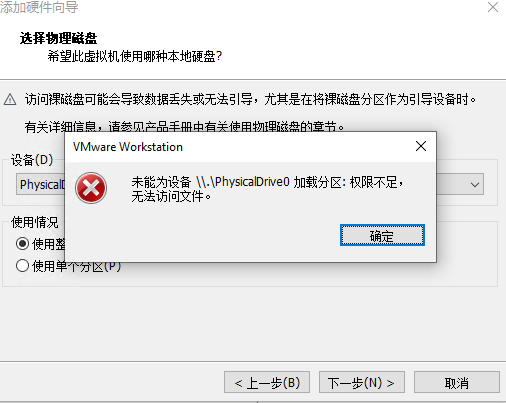 添加硬件向导
选择物理磁盘
希望此虚拟机使用哪种本地硬盘?
访问裸磁盘可能会导致数据丢失或无法引导，尤其是在将裸磁盘分区作为引导设备时。
有关详细信息，请参见产品手册中有关使用物理磁盘的章节。
设备(D)
VMware Workstation
未能为设备 \\.\PhysicalDrive0 加载分区: 权限不足，
无法访问文件。
确定
使用情况
使用整
使用单个分区(P)
< 上一步(B)
下一步(N) >
取消